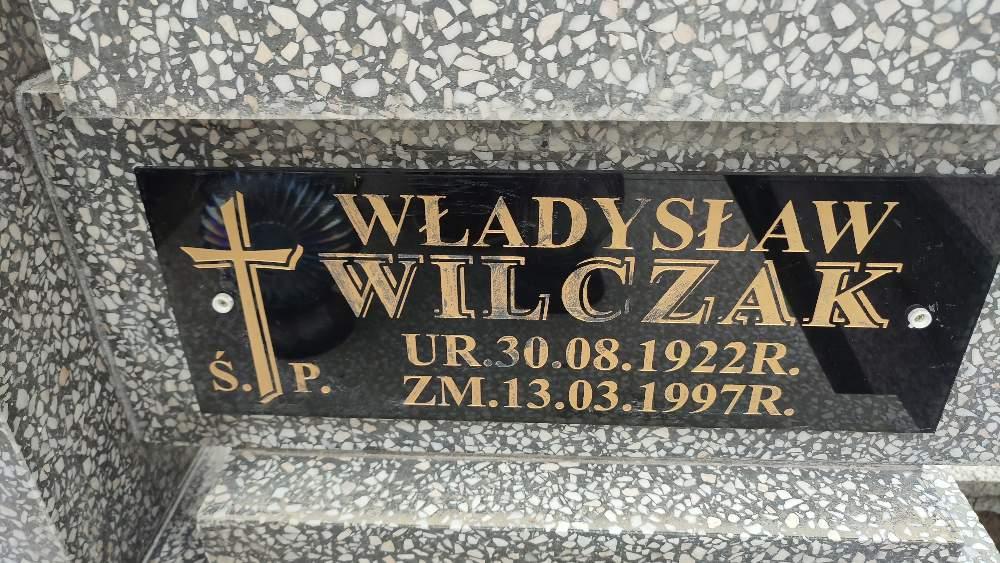 WŁADYSŁAW
WILCZAK
UR.30.08.1922R.
Ś. P. ZM.13.03.1997R.